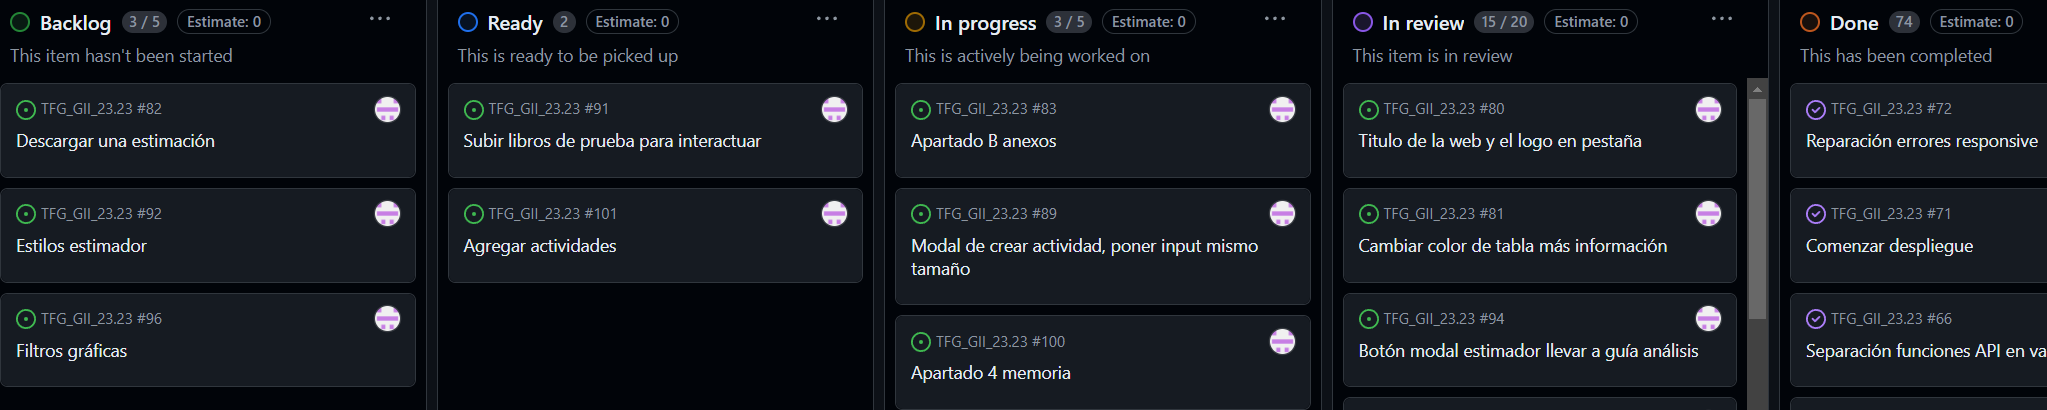 Backlog 3 / 5 Estimate: 0
This item hasn't been started
TFG_GII_23.23 #82
Descargar una estimación
TFG_GII_23.23 #92
Estilos estimador
TFG_GII_23.23 #96
Filtros gráficas
Ready 2 Estimate: 0
This is ready to be picked up
TFG_GII_23.23 #91
Subir libros de prueba para interactuar
TFG_GII_23.23 #101
Agregar actividades
In progress 3 / 5 Estimate: 0
This is actively being worked on
TFG_GII_23.23 #83
Apartado B anexos
TFG_GII_23.23 #89
Modal de crear actividad, poner input mismo
tamaño
TFG_GII_23.23 #100
Apartado 4 memoria
In review 15 / 20 Estimate: 0
This item is in review
TFG_GII_23.23 #80
Titulo de la web y el logo en pestaña
TFG_GII_23.23 #81
Cambiar color de tabla más información
TFG_GII_23.23 #94
Botón modal estimador llevar a guía análisis
Done 74 Estimate: 0
This has been completed
TFG_GII_23.23 #72
Reparación errores responsive
TFG_GII_23.23 #71
Comenzar despliegue
TFG_GII_23.23 #66
Separación funciones API en va